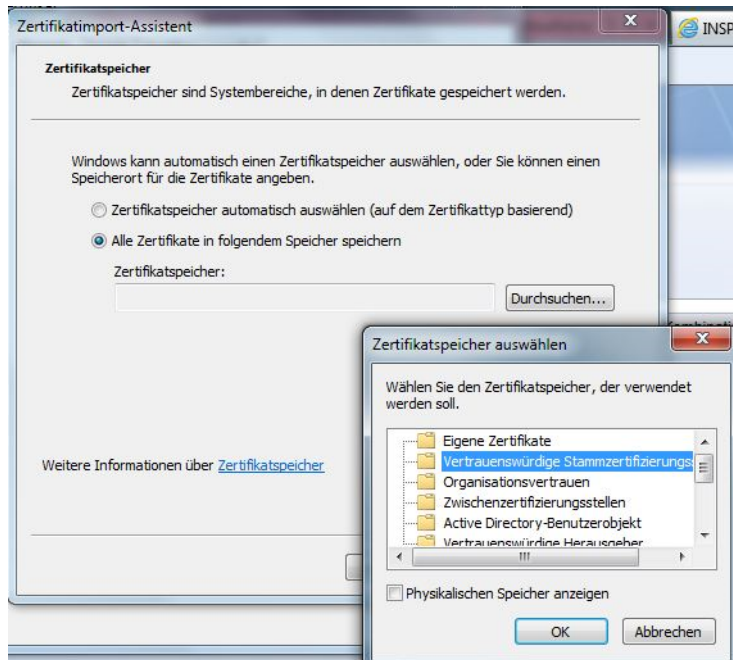 Zertifikatimport-Assistent
X
INSP
Zertifikatspeicher
Zertifikatspeicher sind Systembereiche, in denen Zertifikate gespeichert werden.
Windows kann automatisch einen Zertifikatspeicher auswählen, oder Sie können einen
Speicherort für die Zertifikate angeben.
Zertifikatspeicher automatisch auswählen (auf dem Zertifikattyp basierend)
Alle Zertifikate in folgendem Speicher speichern
Zertifikatspeicher:
Durchsuchen...
Weitere Informationen über Zertifikatspeicher
Zertifikatspeicher auswählen
X
Wählen Sie den Zertifikatspeicher, der verwendet
werden soll.
Eigene Zertifikate
Vertrauenswürdige Stammzertifizierungs
Organisationsvertrauen
Zwischenzertifizierungsstellen
Active Directory-Benutzerobjekt
Vertrauenswürdige Herausgeber
Physikalischen Speicher anzeigen
OK
Abbrechen